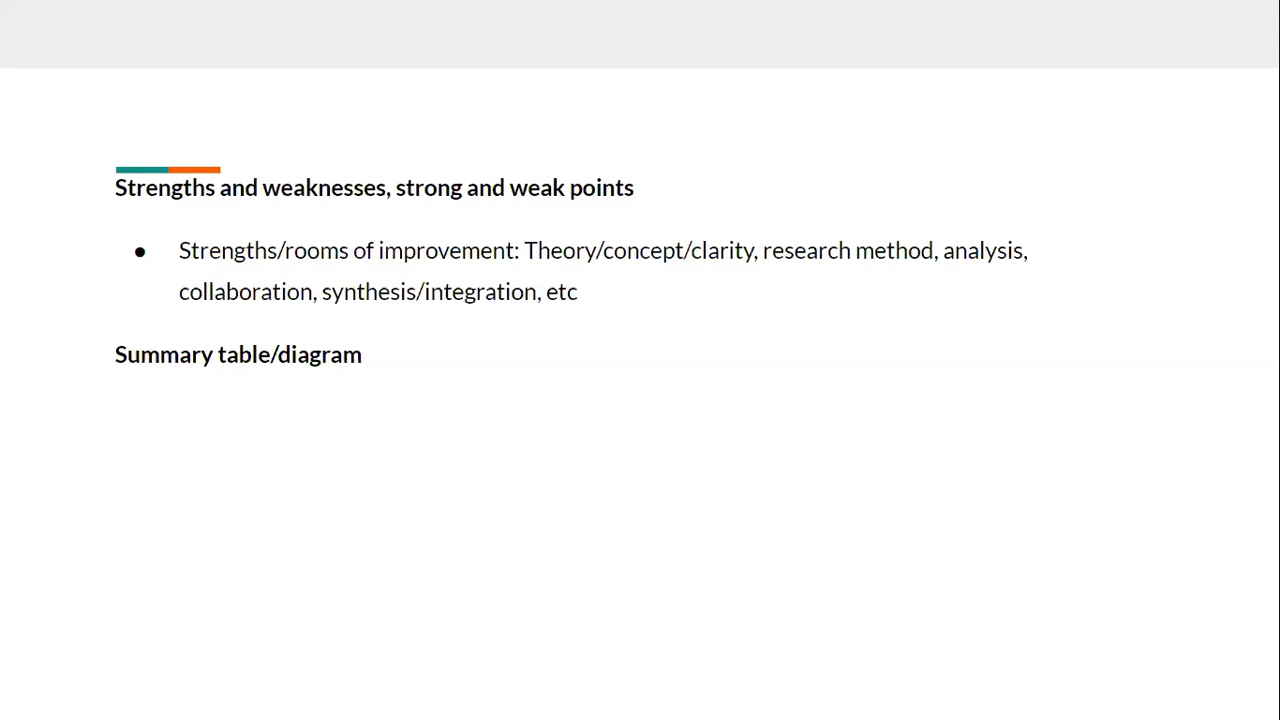 Strengths and weaknesses, strong and weak points
● Strengths/rooms of improvement: Theory/concept/clarity, research method, analysis,
collaboration, synthesis/integration, etc
Summary table/diagram